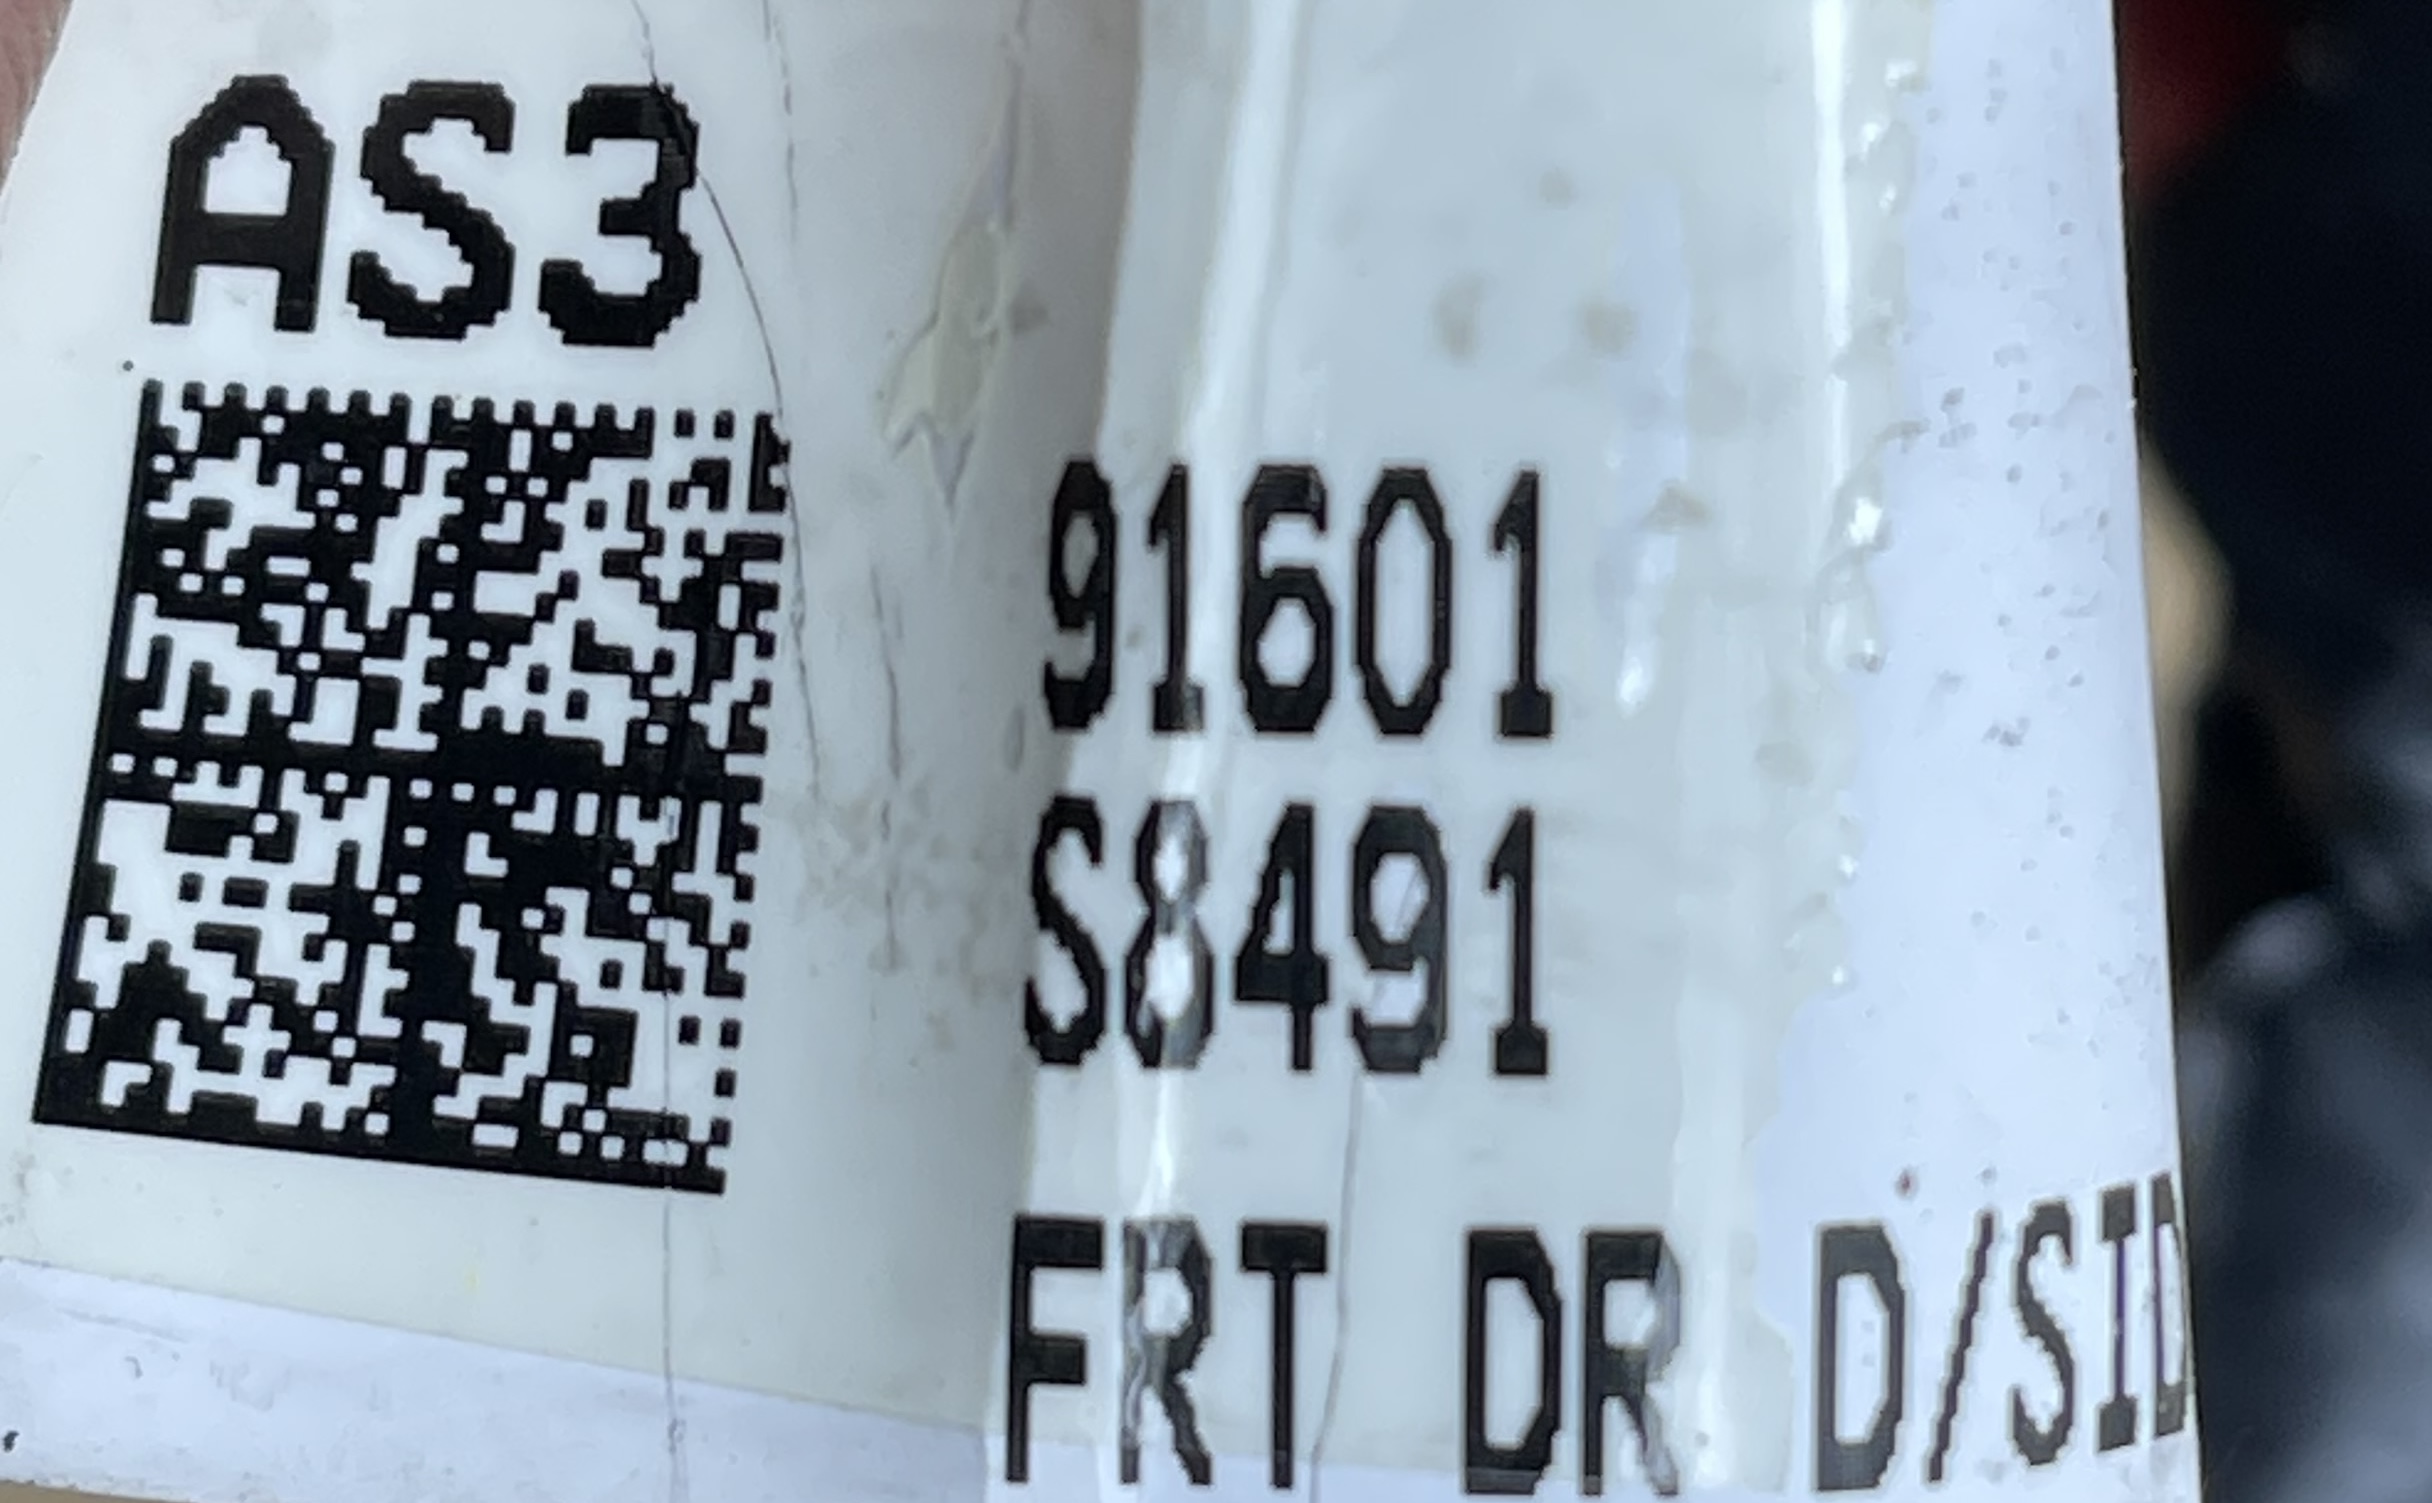 AS3
91601
S8491
FRT DR D/SID